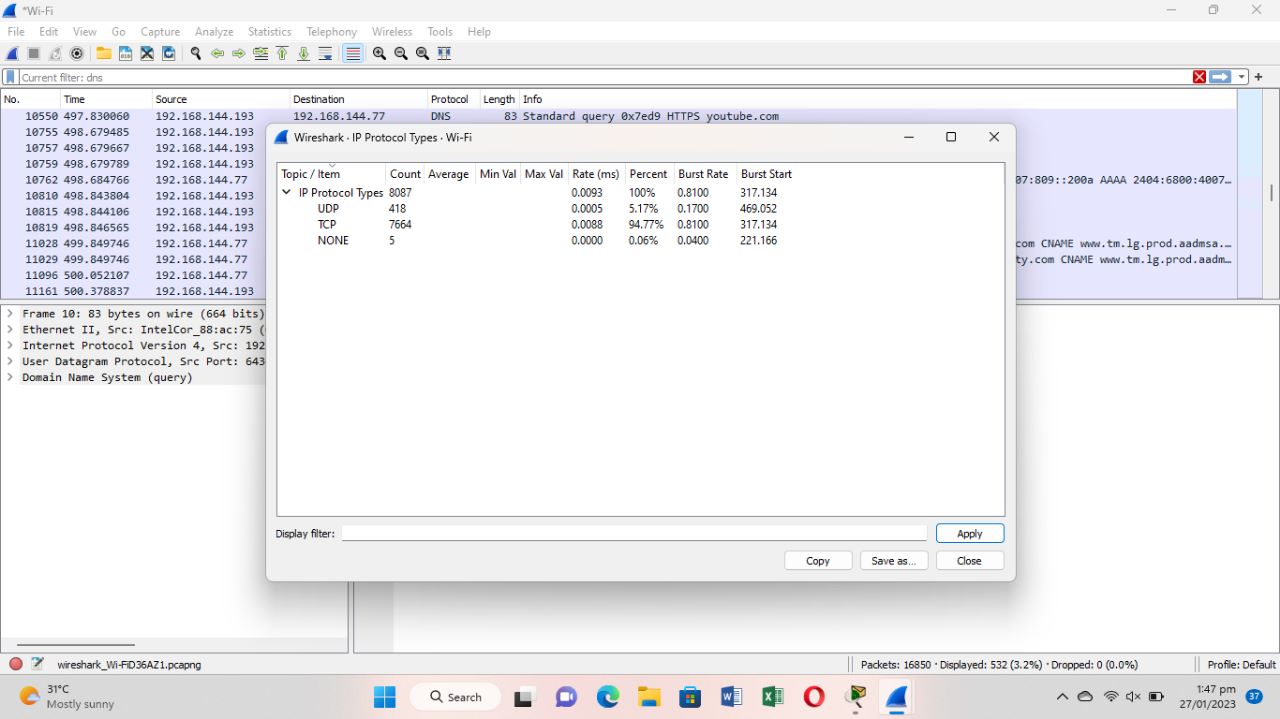 *Wi-Fi
File Edit View Go Capture Analyze Statistics Telephony Wireless Tools Help
Current filter: dns
No. Time Source Destination Protocol Length Info
10550 497.830060 192.168.144.193 192.168.144.77 DNS 83 Standard query 0x7ed9 HTTPS youtube.com
10755 498.679485 192.168.144.193
10757 498.679667 192.168.144.193
10759 498.679789 192.168.144.193
10762 498.684766 192.168.144.77 07:809::200a AAAA 2404:6800:4007…
10810 498.843804 192.168.144.193
10815 498.844106 192.168.144.193
10819 498.846565 192.168.144.193
11028 499.849746 192.168.144.77 com CNAME www.tm.lg.prod.aadmsa.…
11029 499.849746 192.168.144.77 ty.com CNAME www.tm.lg.prod.aadm…
11096 500.052107 192.168.144.77
11161 500.378837 192.168.144.193
Wireshark · IP Protocol Types · Wi-Fi
Topic / Item Count Average Min Val Max Val Rate (ms) Percent Burst Rate Burst Start
IP Protocol Types 8087 0.0093 100% 0.8100 317.134
UDP 418 0.0005 5.17% 0.1700 469.052
TCP 7664 0.0088 94.77% 0.8100 317.134
NONE 5 0.0000 0.06% 0.0400 221.166
Display filter: Apply
Copy Save as... Close
Frame 10: 83 bytes on wire (664 bits)
Ethernet II, Src: IntelCor_88:ac:75 (
Internet Protocol Version 4, Src: 192
User Datagram Protocol, Src Port: 643
Domain Name System (query)
wireshark_Wi-FiD36AZ1.pcapng Packets: 16850 · Displayed: 532 (3.2%) · Dropped: 0 (0.0%) Profile: Default
31°C
Mostly sunny
Search
1:47 pm
27/01/2023
37